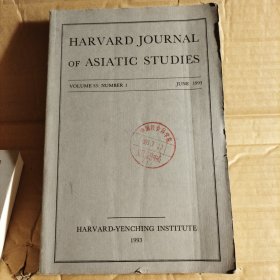 HARVARD JOURNAL
OF ASIATIC STUDIES
VOLUME 53 NUMBER 1 JUNE 1993
HARVARD-YENCHING INSTITUTE
1993